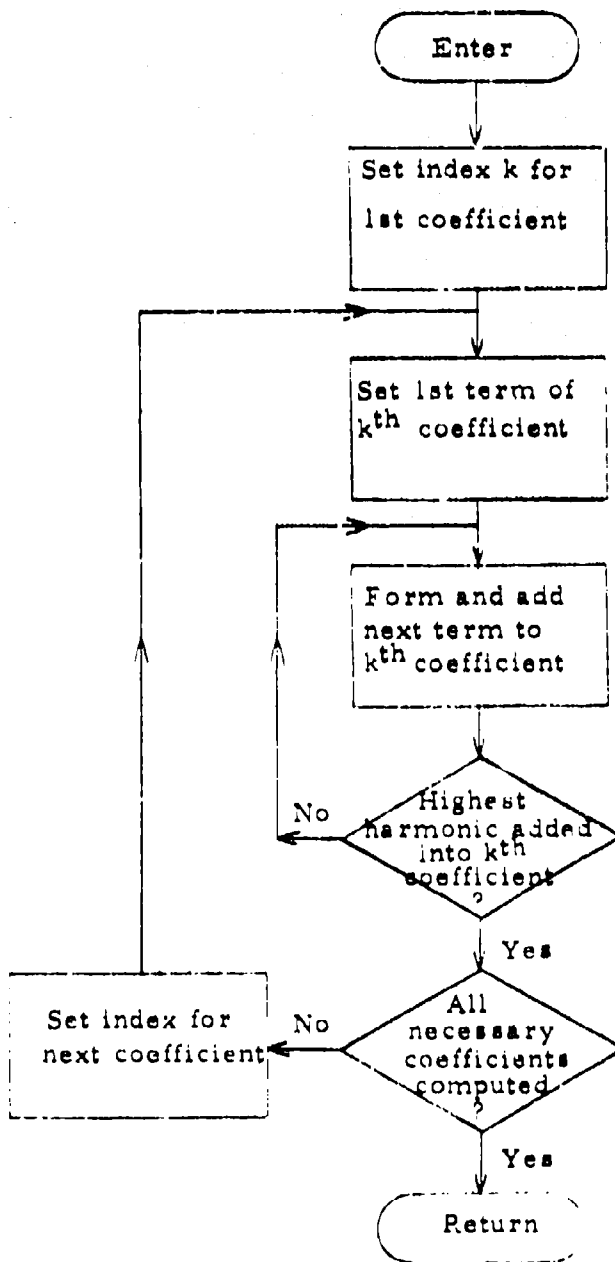 Enter
Set index k for
1st coefficient
Set 1st term of
kth coefficient
Form and add
next term to
kth coefficient
Highest
harmonic added
into kth
coefficient
?
No
Yes
All
necessary
coefficients
computed
?
No
Set index for
next coefficient
Yes
Return